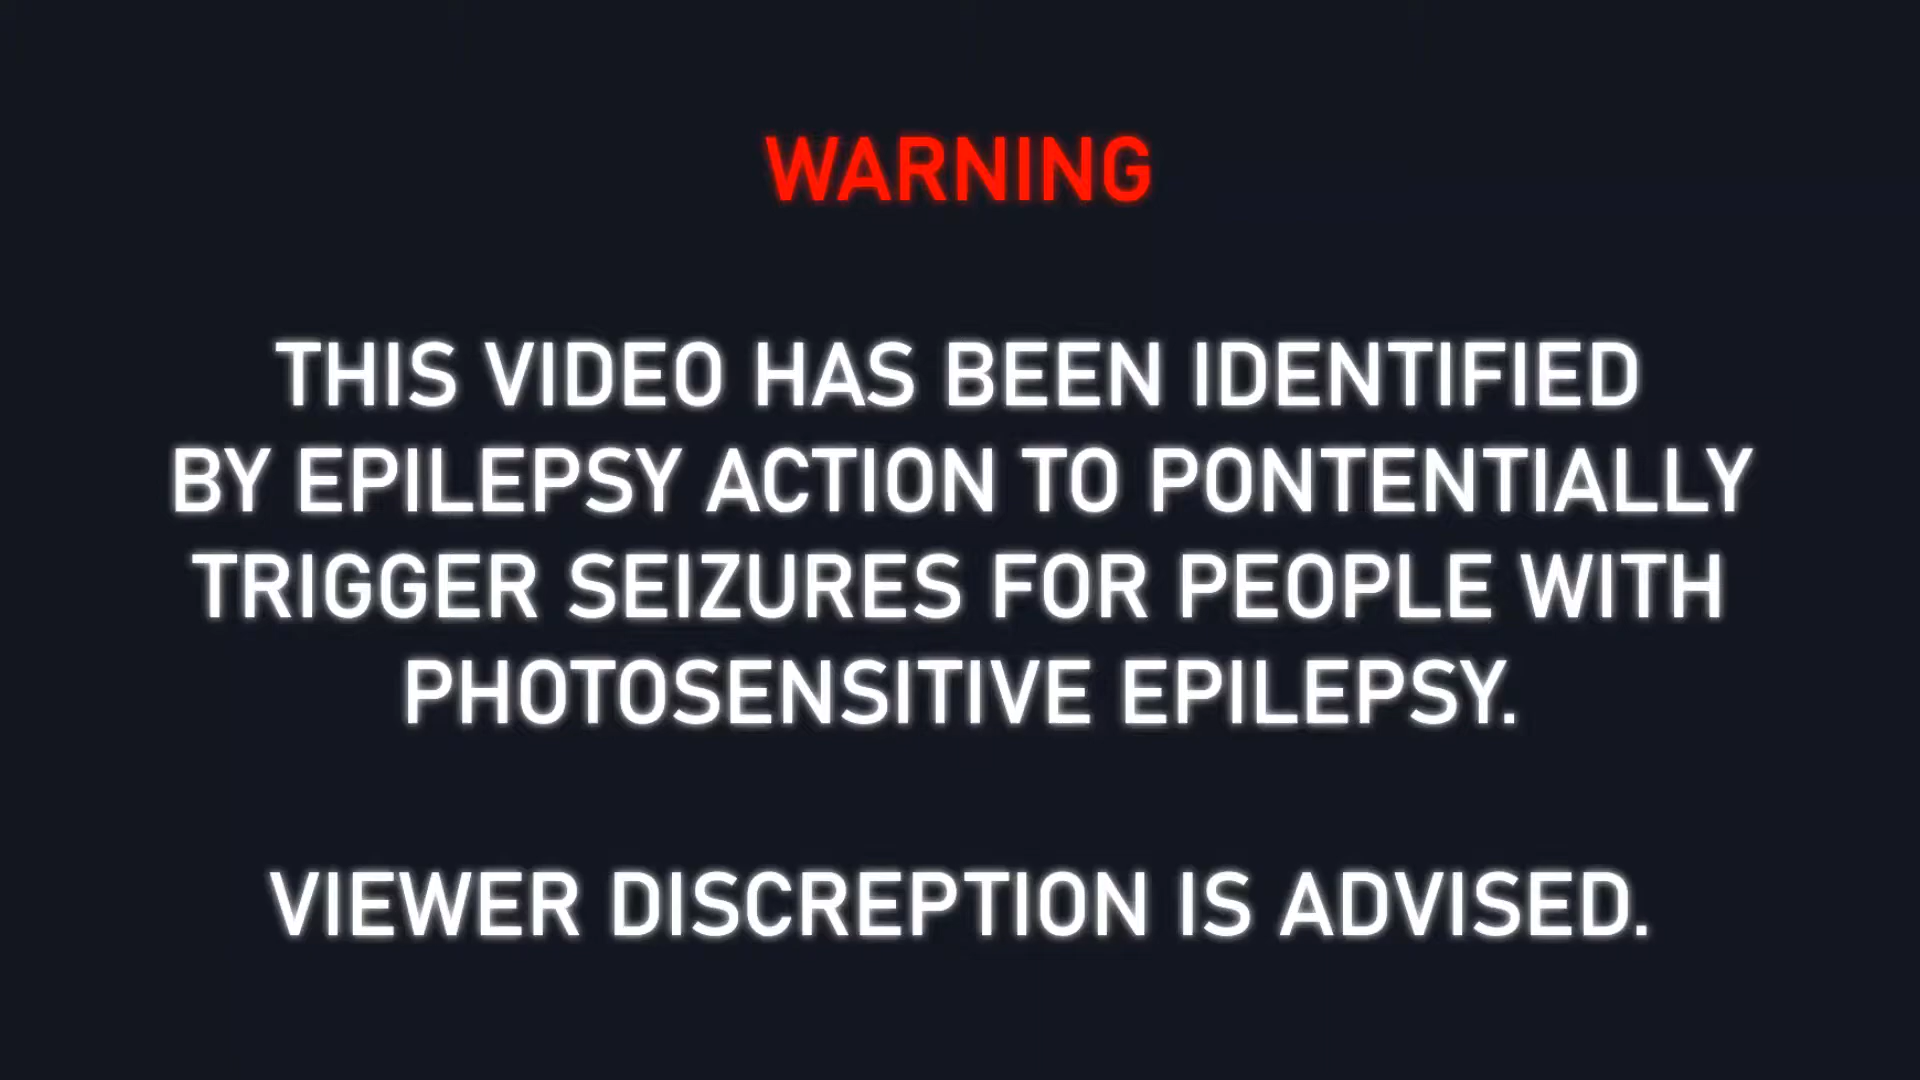 WARNING
THIS VIDEO HAS BEEN IDENTIFIED
BY EPILEPSY ACTION TO PONTENTIALLY
TRIGGER SEIZURES FOR PEOPLE WITH
PHOTOSENSITIVE EPILEPSY.
VIEWER DISCREPTION IS ADVISED.